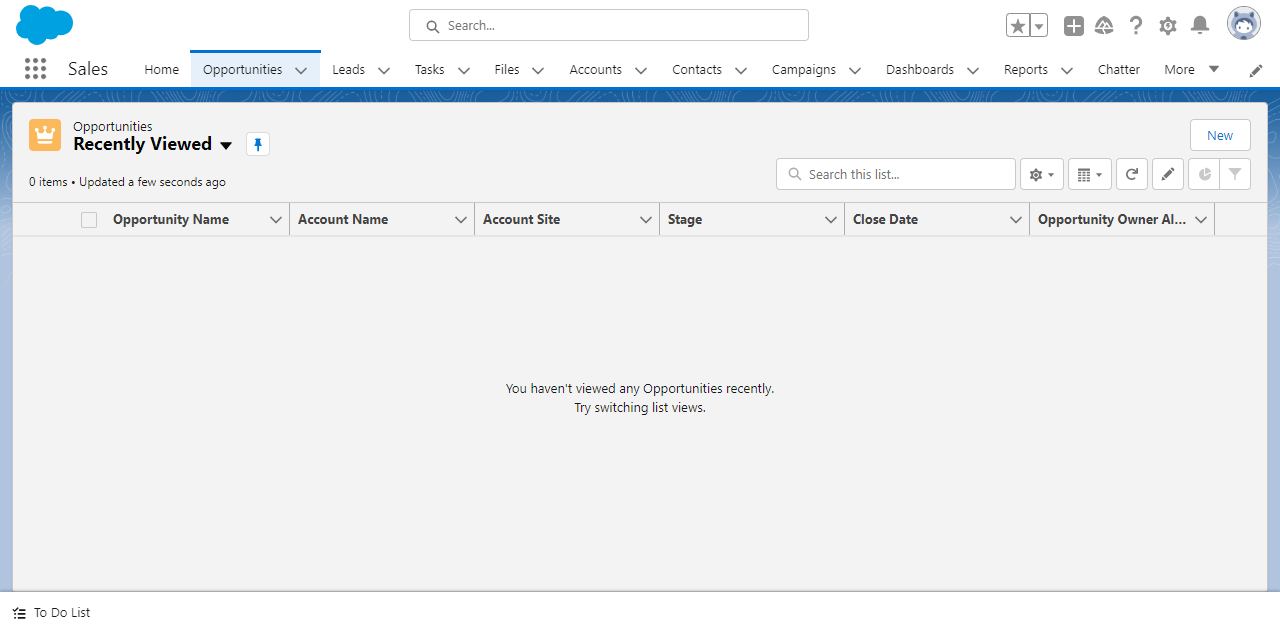 Search...
Sales
Home
Opportunities
Leads
Tasks
Files
Accounts
Contacts
Campaigns
Dashboards
Reports
Chatter
More
Opportunities
Recently Viewed
New
0 items • Updated a few seconds ago
Search this list...
Opportunity Name
Account Name
Account Site
Stage
Close Date
Opportunity Owner Al...
You haven't viewed any Opportunities recently.
Try switching list views.
To Do List